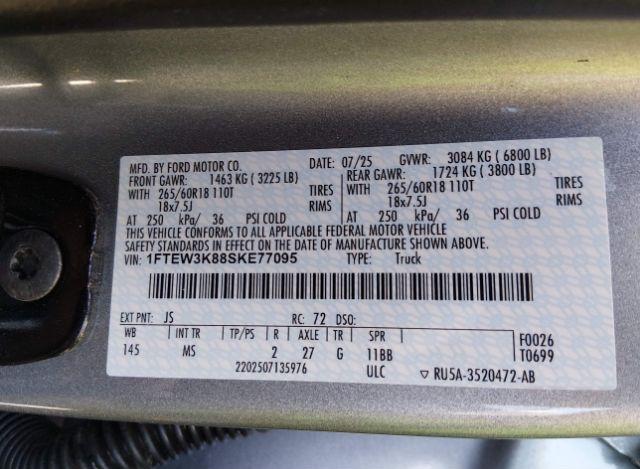 MFD. BY FORD MOTOR CO. DATE: 07/25 GVWR: 3084 KG ( 6800 LB)
FRONT GAWR: 1463 KG ( 3225 LB) REAR GAWR: 1724 KG ( 3800 LB)
WITH 265/60R18 110T TIRES WITH 265/60R18 110T TIRES
18x7.5J RIMS 18x7.5J RIMS
AT 250 kPa/ 36 PSI COLD AT 250 kPa/ 36 PSI COLD
THIS VEHICLE CONFORMS TO ALL APPLICABLE FEDERAL MOTOR VEHICLE
SAFETY STANDARDS IN EFFECT ON THE DATE OF MANUFACTURE SHOWN ABOVE.
VIN: 1FTEW3K88SKE77095 TYPE: Truck
EXT PNT: JS RC: 72 DSO:
WB INT TR TP/PS R AXLE TR SPR F0026
145 MS 2 27 G 11BB T0699
2202507135976 ULC ▽ RU5A-3520472-AB